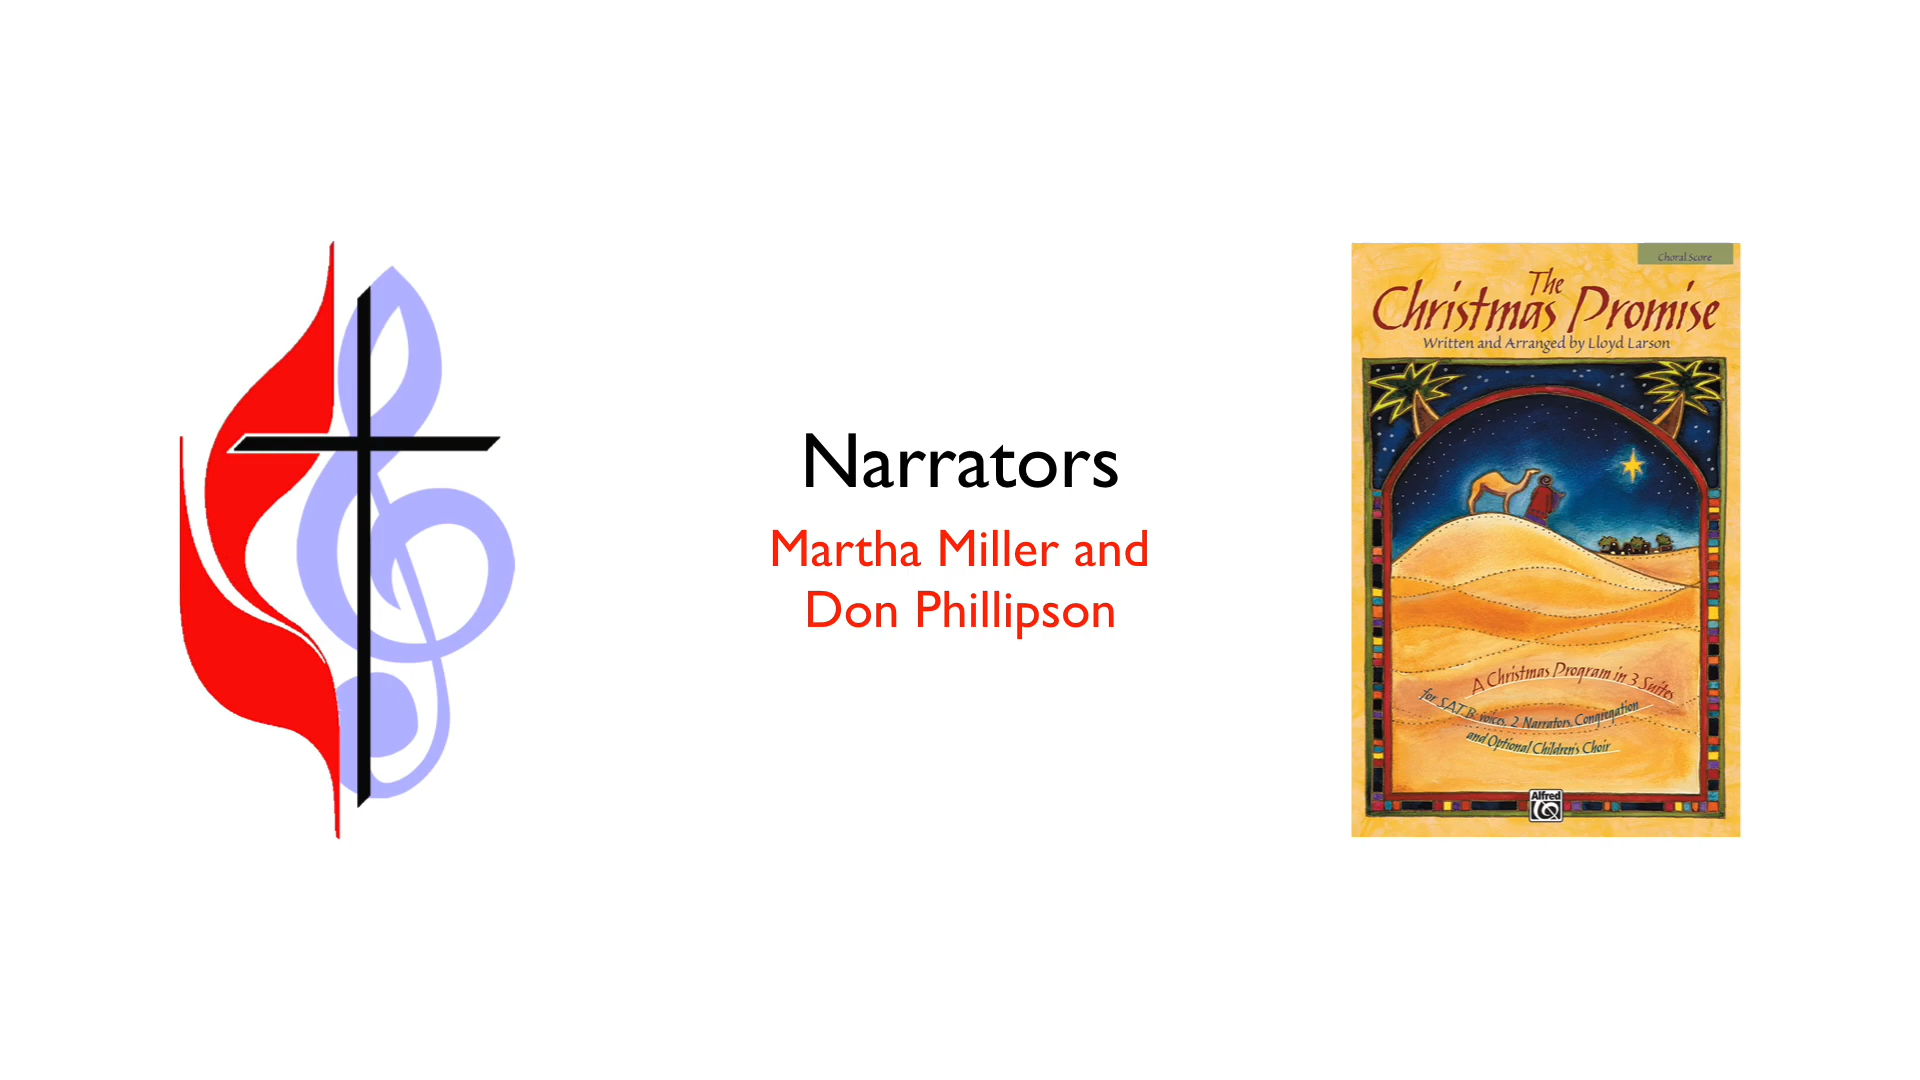 Narrators
Martha Miller and
Don Phillipson
Choral Score
The
Christmas Promise
Written and Arranged by Lloyd Larson
A Christmas Program in 3 Suites
for S.A.T.B. voices, 2 Narrators, Congregation
and Optional Children's Choir
Alfred